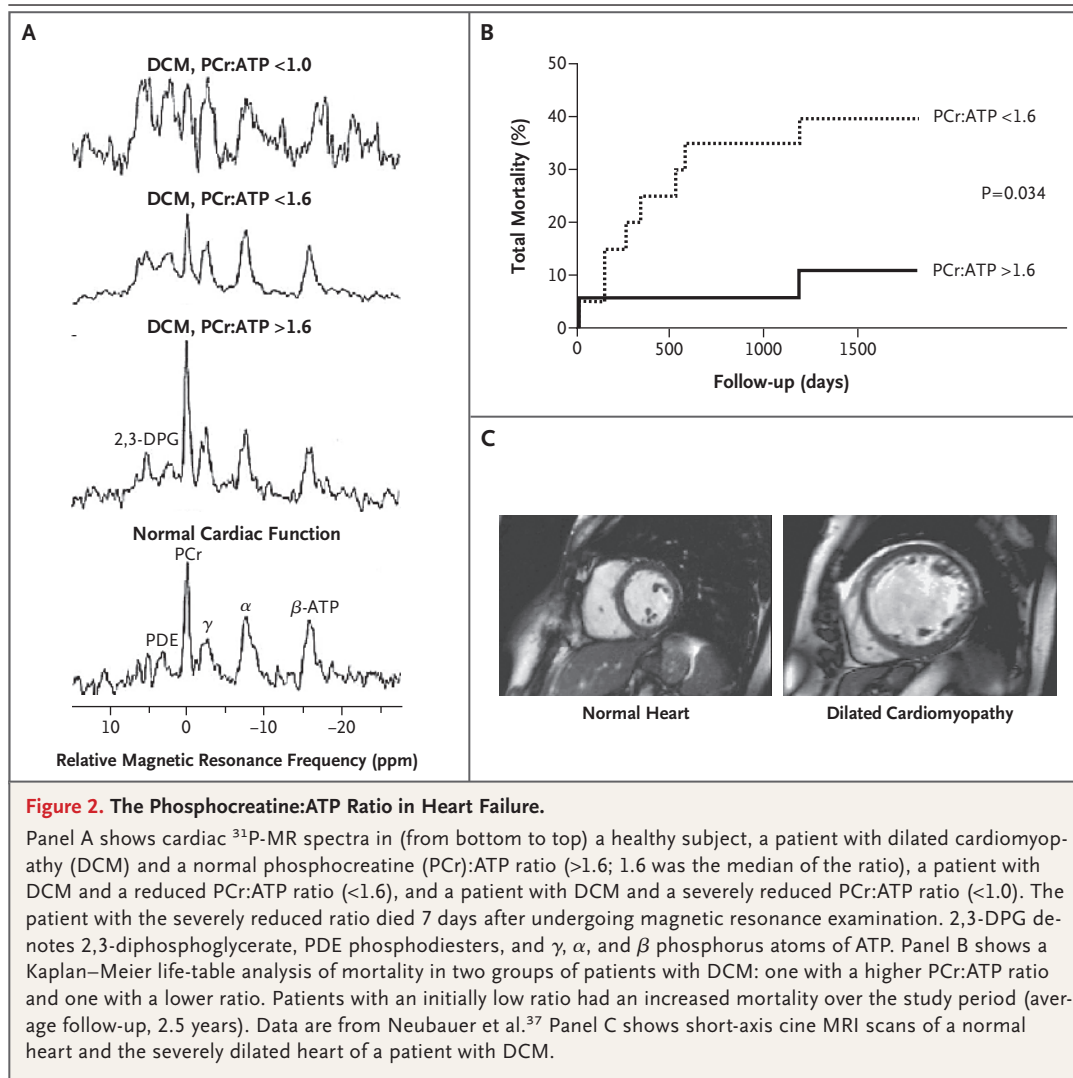 A
DCM, PCr:ATP <1.0
DCM, PCr:ATP <1.6
DCM, PCr:ATP >1.6
2,3-DPG
Normal Cardiac Function
PCr
PDE
γ
α
β-ATP
10
0
–10
–20
Relative Magnetic Resonance Frequency (ppm)
B
Total Mortality (%)
50
40
30
20
10
0
0
500
1000
1500
Follow-up (days)
PCr:ATP <1.6
P=0.034
PCr:ATP >1.6
C
Normal Heart
Dilated Cardiomyopathy
Figure 2. The Phosphocreatine:ATP Ratio in Heart Failure.
Panel A shows cardiac ³¹P-MR spectra in (from bottom to top) a healthy subject, a patient with dilated cardiomyop-
athy (DCM) and a normal phosphocreatine (PCr):ATP ratio (>1.6; 1.6 was the median of the ratio), a patient with
DCM and a reduced PCr:ATP ratio (<1.6), and a patient with DCM and a severely reduced PCr:ATP ratio (<1.0). The
patient with the severely reduced ratio died 7 days after undergoing magnetic resonance examination. 2,3-DPG de-
notes 2,3-diphosphoglycerate, PDE phosphodiesters, and γ, α, and β phosphorus atoms of ATP. Panel B shows a
Kaplan–Meier life-table analysis of mortality in two groups of patients with DCM: one with a higher PCr:ATP ratio
and one with a lower ratio. Patients with an initially low ratio had an increased mortality over the study period (aver-
age follow-up, 2.5 years). Data are from Neubauer et al.³⁷ Panel C shows short-axis cine MRI scans of a normal
heart and the severely dilated heart of a patient with DCM.